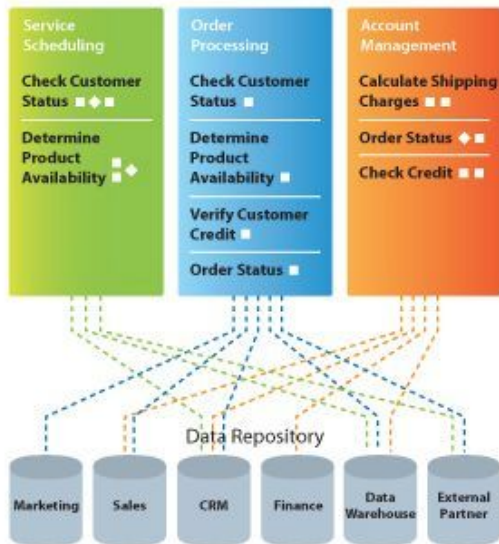 Service
Scheduling
Check Customer
Status
Determine
Product
Availability
Order
Processing
Check Customer
Status
Determine
Product
Availability
Verify Customer
Credit
Order Status
Account
Management
Calculate Shipping
Charges
Order Status
Check Credit
Data Repository
Marketing
Sales
CRM
Finance
Data
Warehouse
External
Partner